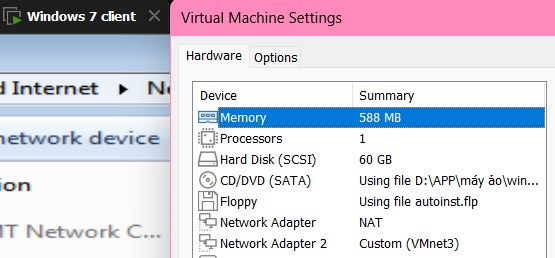 Windows 7 client
d Internet
network device
ion
MT Network C...
Virtual Machine Settings
Hardware Options
Device Summary
Memory 588 MB
Processors 1
Hard Disk (SCSI) 60 GB
CD/DVD (SATA) Using file D:\APP\máy ảo\win...
Floppy Using file autoinst.flp
Network Adapter NAT
Network Adapter 2 Custom (VMnet3)